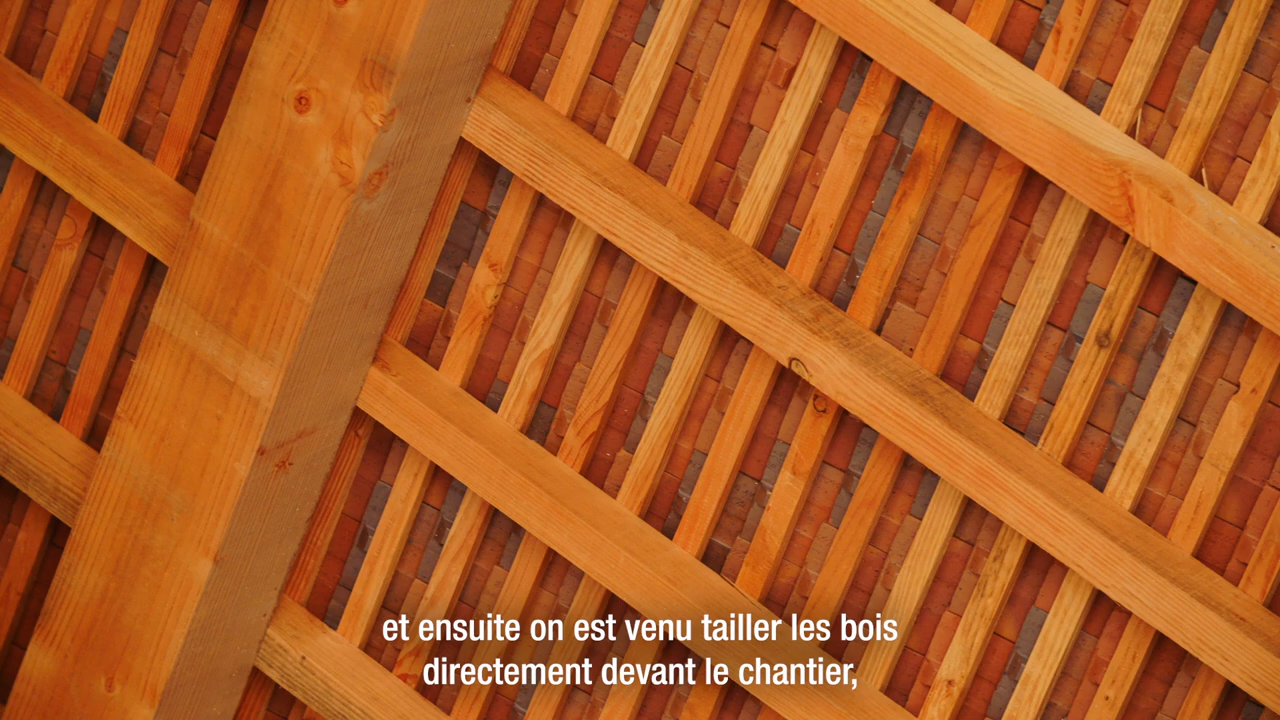 et ensuite on est venu tailler les bois
directement devant le chantier,